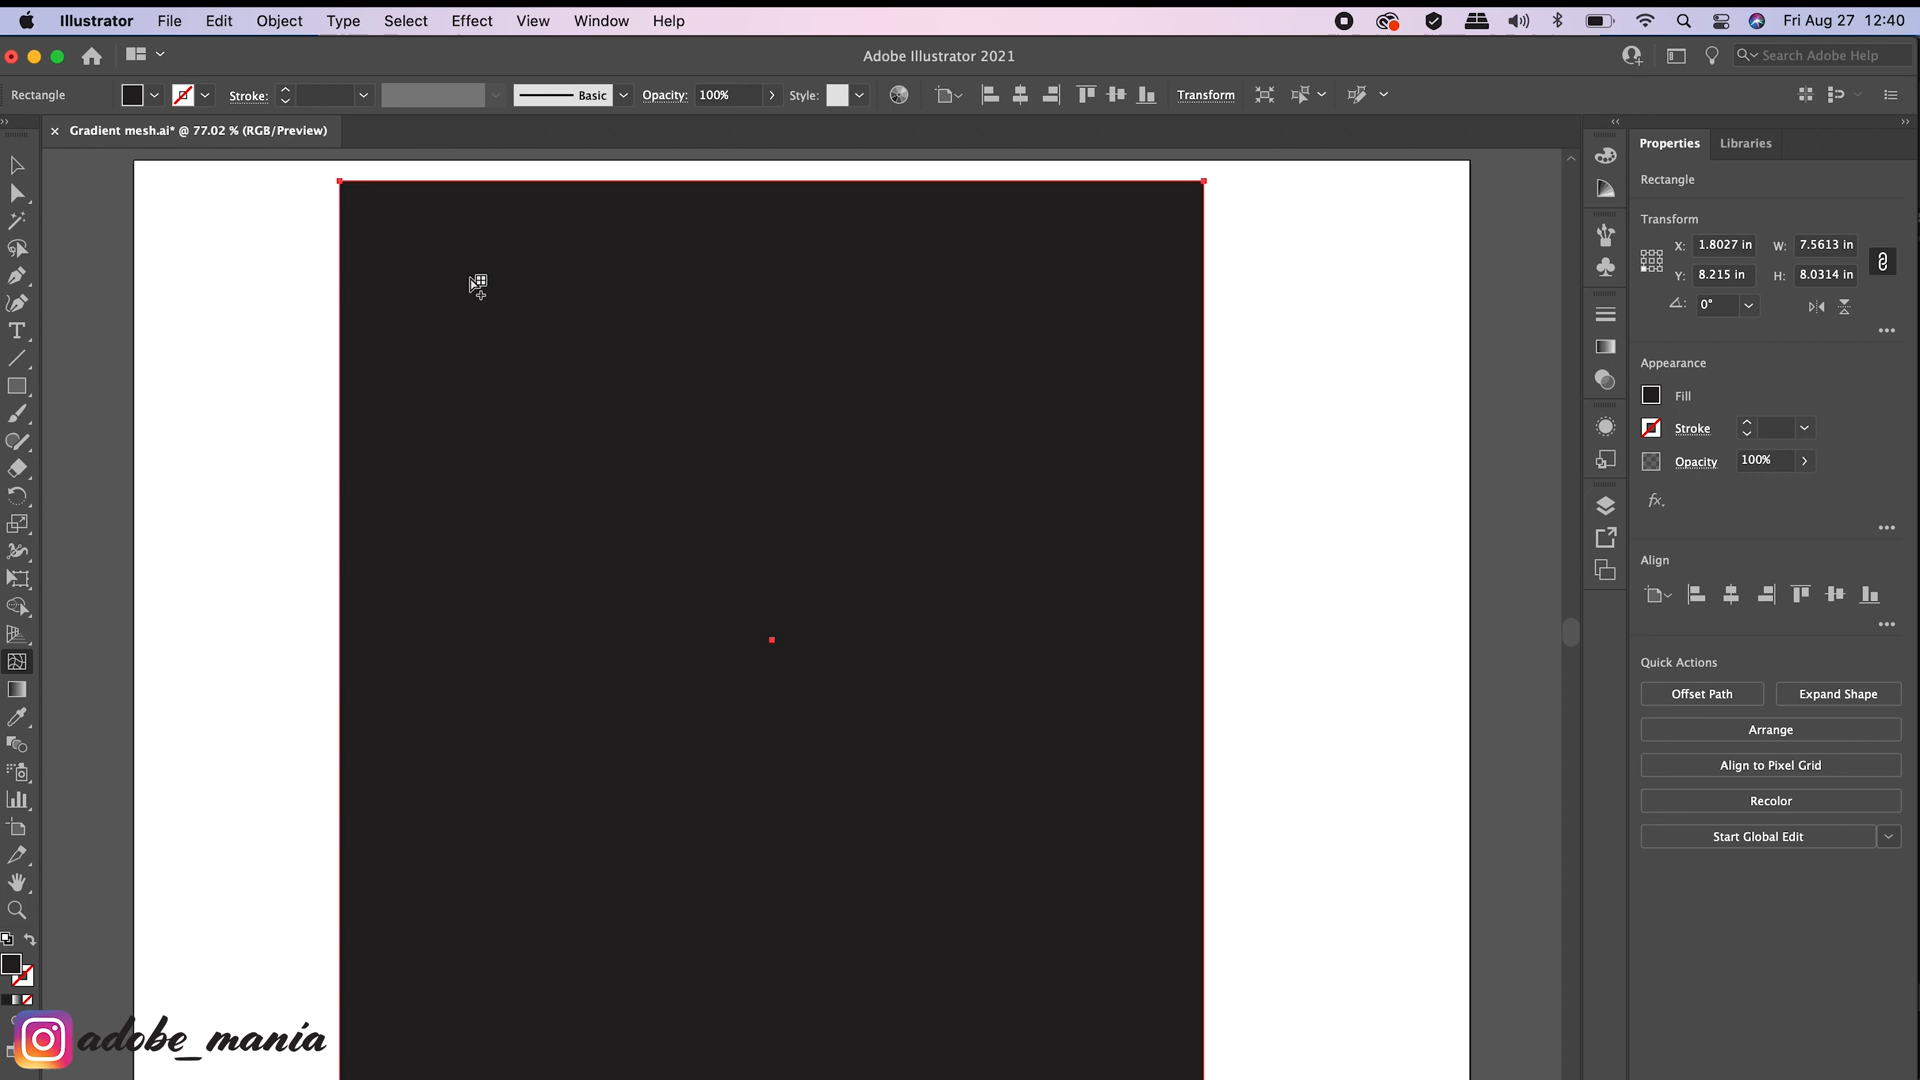 Illustrator File Edit Object Type Select Effect View Window Help Fri Aug 27 12:40
Adobe Illustrator 2021 Search Adobe Help
Rectangle Stroke: Basic Opacity: 100% Style: Transform
× Gradient mesh.ai* @ 77.02 % (RGB/Preview)
Properties Libraries
Rectangle
Transform
X: 1.8027 in W: 7.5613 in
Y: 8.215 in H: 8.0314 in
0°
Appearance
Fill
Stroke
Opacity 100%
fx.
Align
Quick Actions
Offset Path Expand Shape
Arrange
Align to Pixel Grid
Recolor
Start Global Edit
adobe_mania